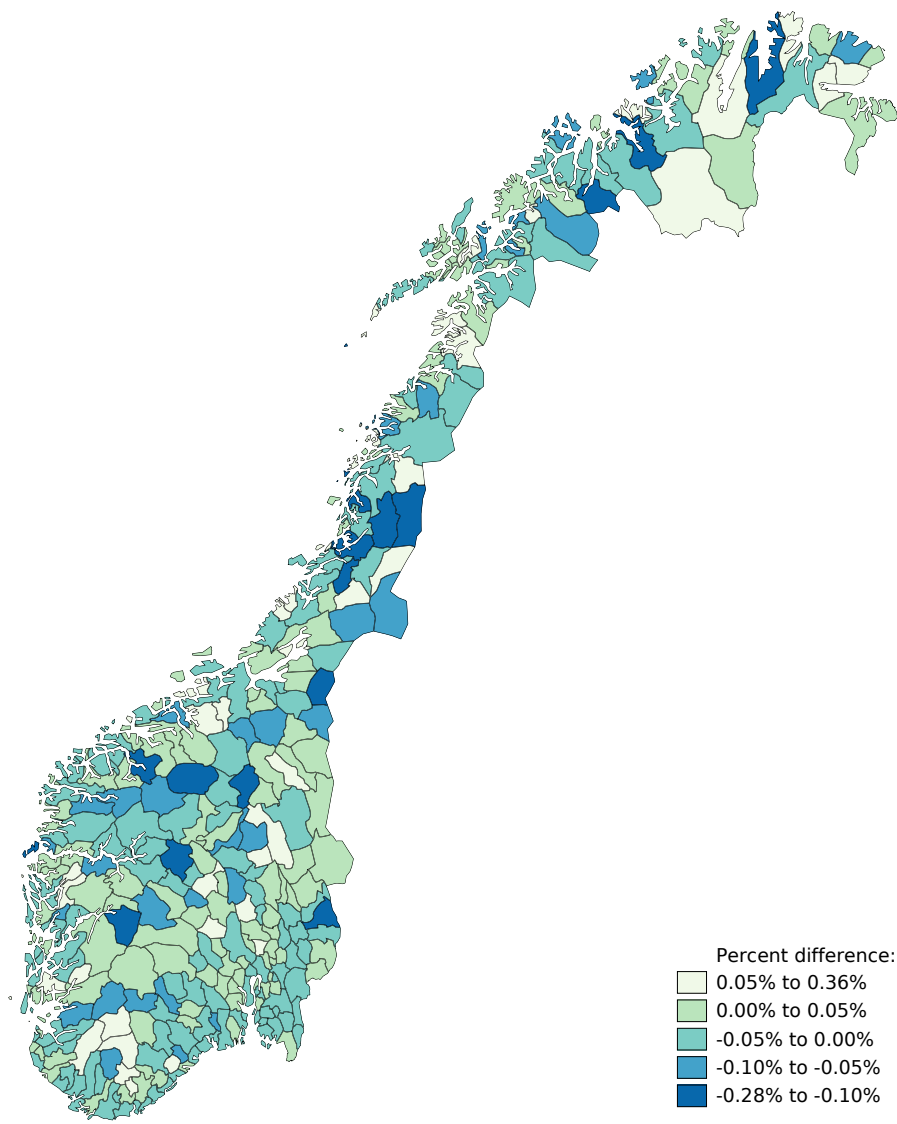 Percent difference:
0.05% to 0.36%
0.00% to 0.05%
-0.05% to 0.00%
-0.10% to -0.05%
-0.28% to -0.10%